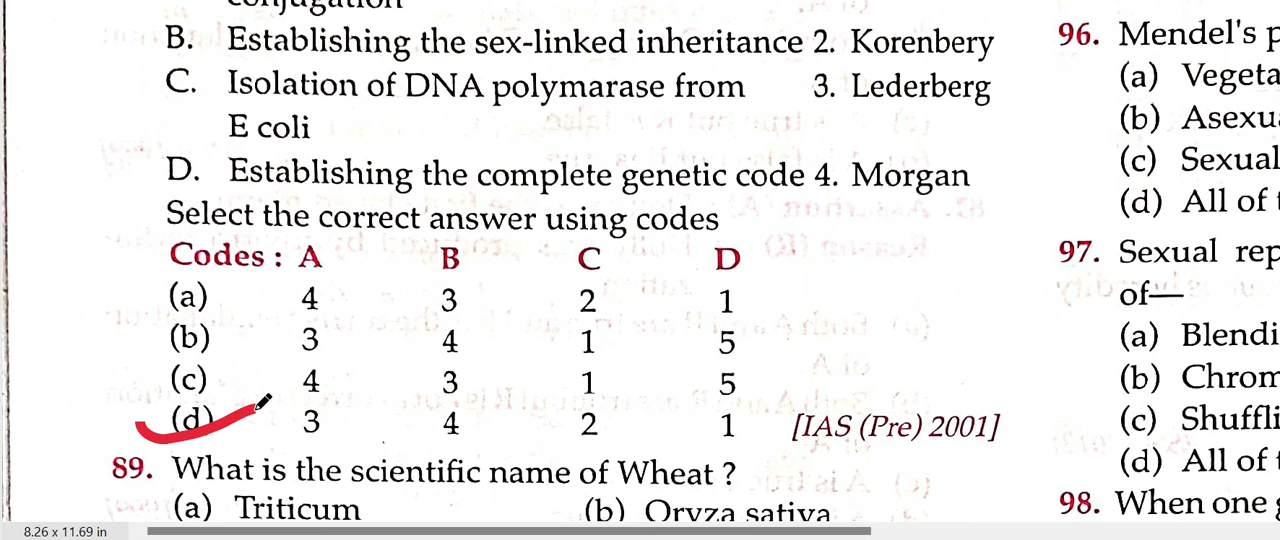 B. Establishing the sex-linked inheritance 2. Korenbery
C. Isolation of DNA polymarase from 3. Lederberg
E coli
D. Establishing the complete genetic code 4. Morgan
Select the correct answer using codes
Codes : A B C D
(a) 4 3 2 1
(b) 3 4 1 5
(c) 4 3 1 5
(d) 3 4 2 1 [IAS (Pre) 2001]
89. What is the scientific name of Wheat ?
(a) Triticum (b) Oryza sativa
96. Mendel's p
(a) Vegeta
(b) Asexu
(c) Sexual
(d) All of
97. Sexual rep
of—
(a) Blendi
(b) Chrom
(c) Shuffli
(d) All of
98. When one
8.26 x 11.69 in